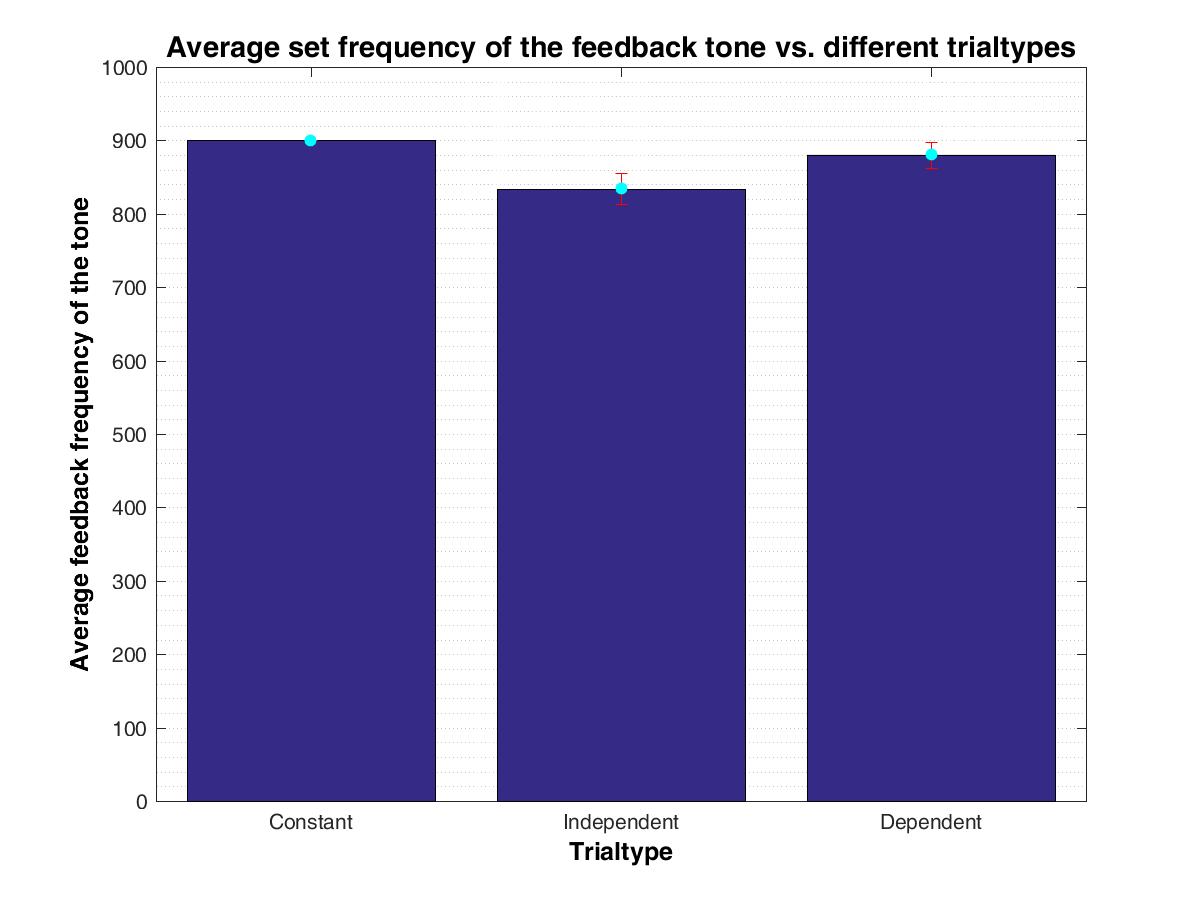 Average set frequency of the feedback tone vs. different trialtypes
1000
900
800
700
600
500
400
300
200
100
0
Average feedback frequency of the tone
Constant Independent Dependent
Trialtype